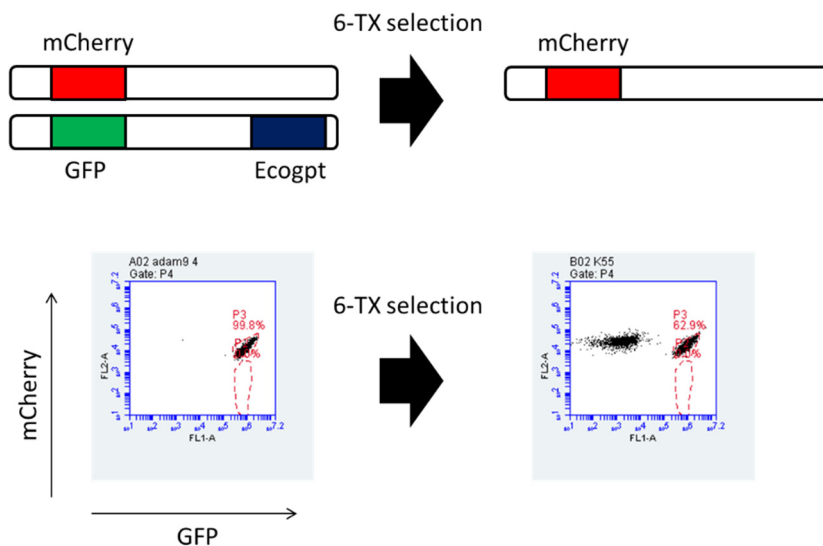 6-TX selection
mCherry
mCherry
GFP
Ecogpt
A02 adam9 4
Gate: P4
P3
99.8%
FL2-A
FL1-A
mCherry
GFP
6-TX selection
B02 K55
Gate: P4
P3
62.9%
FL2-A
FL1-A